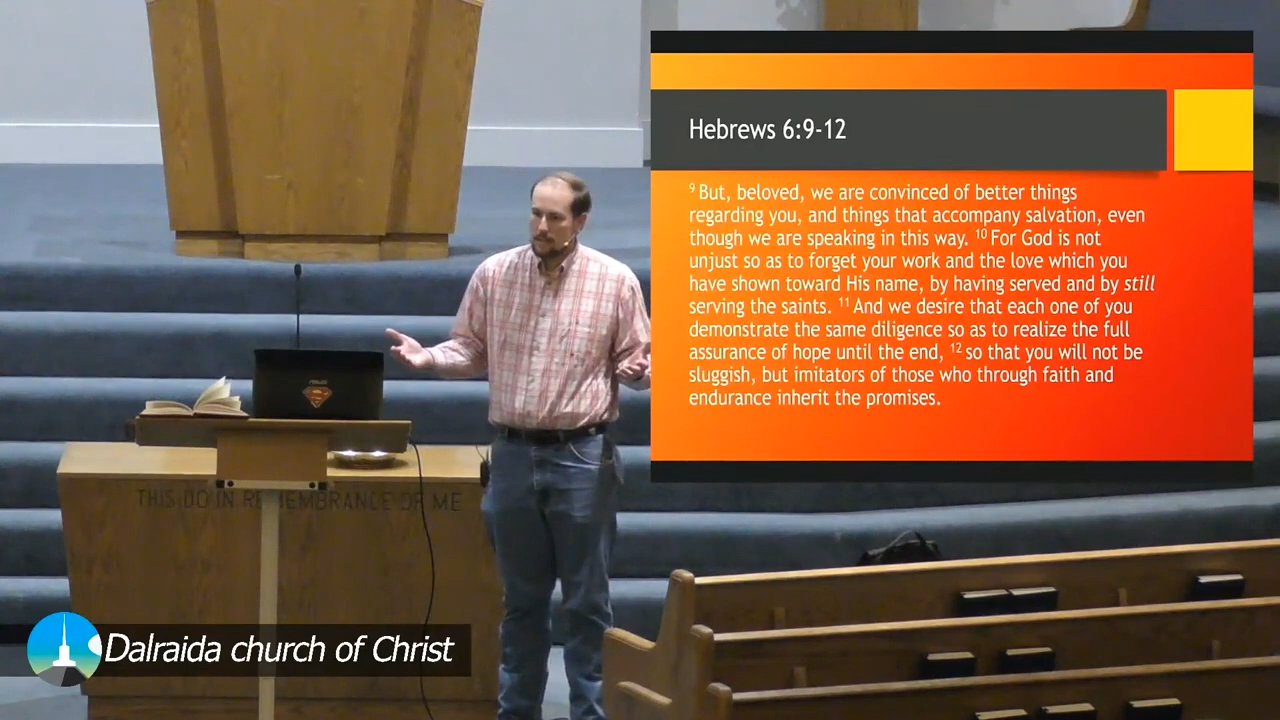 Hebrews 6:9-12
⁹ But, beloved, we are convinced of better things
regarding you, and things that accompany salvation, even
though we are speaking in this way. ¹⁰ For God is not
unjust so as to forget your work and the love which you
have shown toward His name, by having served and by still
serving the saints. ¹¹ And we desire that each one of you
demonstrate the same diligence so as to realize the full
assurance of hope until the end, ¹² so that you will not be
sluggish, but imitators of those who through faith and
endurance inherit the promises.
THIS DO IN REMEMBRANCE OF ME
Dalraida church of Christ